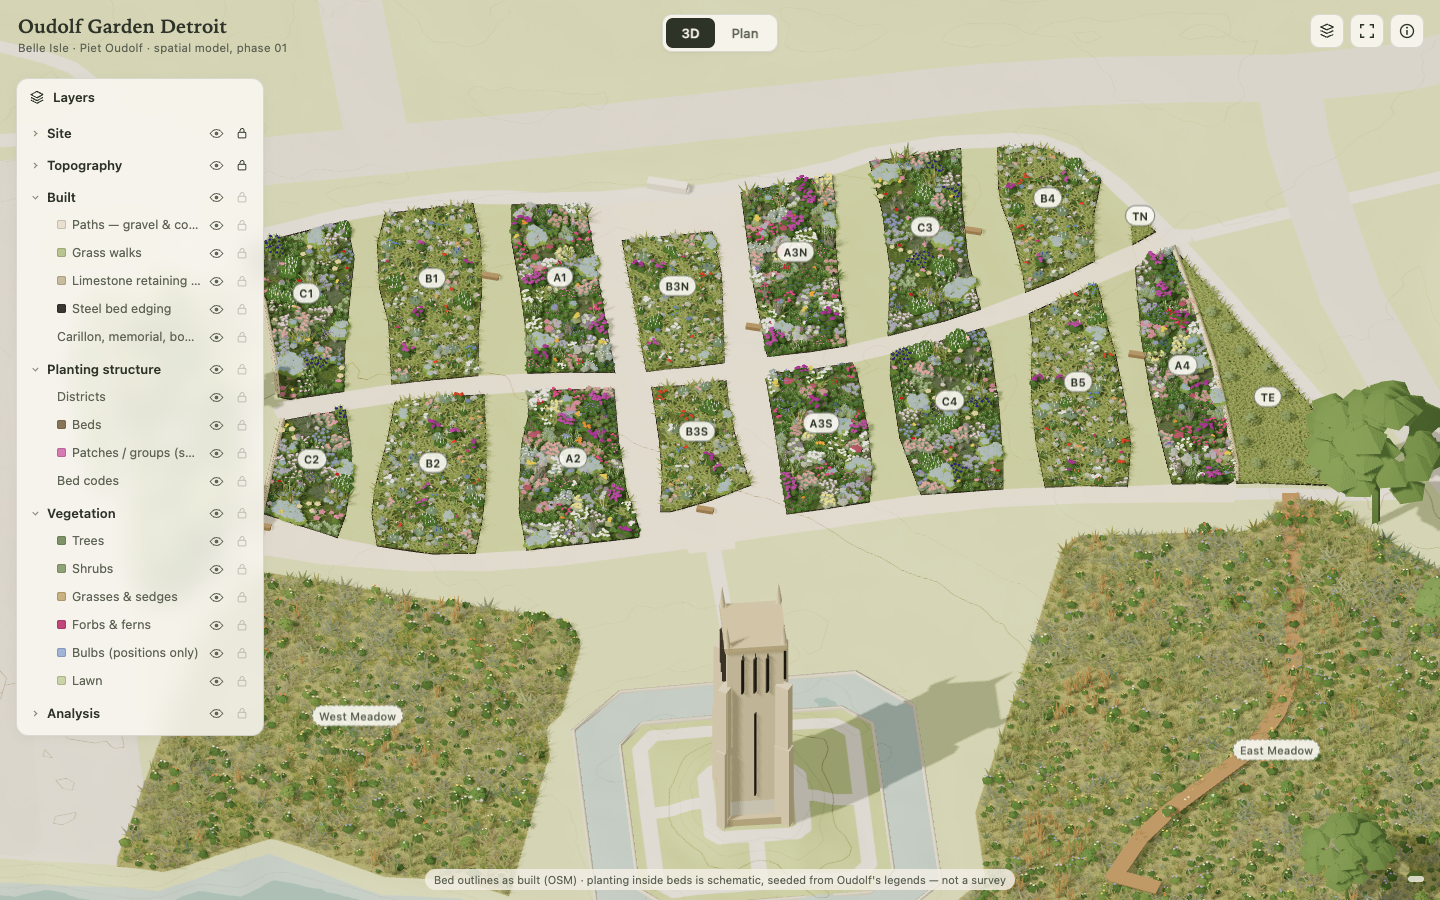 Oudolf Garden Detroit
Belle Isle · Piet Oudolf · spatial model, phase 01
3D
Plan
Layers
Site
Topography
Built
Paths — gravel & co...
Grass walks
Limestone retaining ...
Steel bed edging
Carillon, memorial, bo...
Planting structure
Districts
Beds
Patches / groups (s...
Bed codes
Vegetation
Trees
Shrubs
Grasses & sedges
Forbs & ferns
Bulbs (positions only)
Lawn
Analysis
C1
B1
A1
B3N
A3N
C3
B4
TN
C2
B2
A2
B3S
A3S
C4
B5
A4
TE
West Meadow
East Meadow
Bed outlines as built (OSM) · planting inside beds is schematic, seeded from Oudolf's legends — not a survey